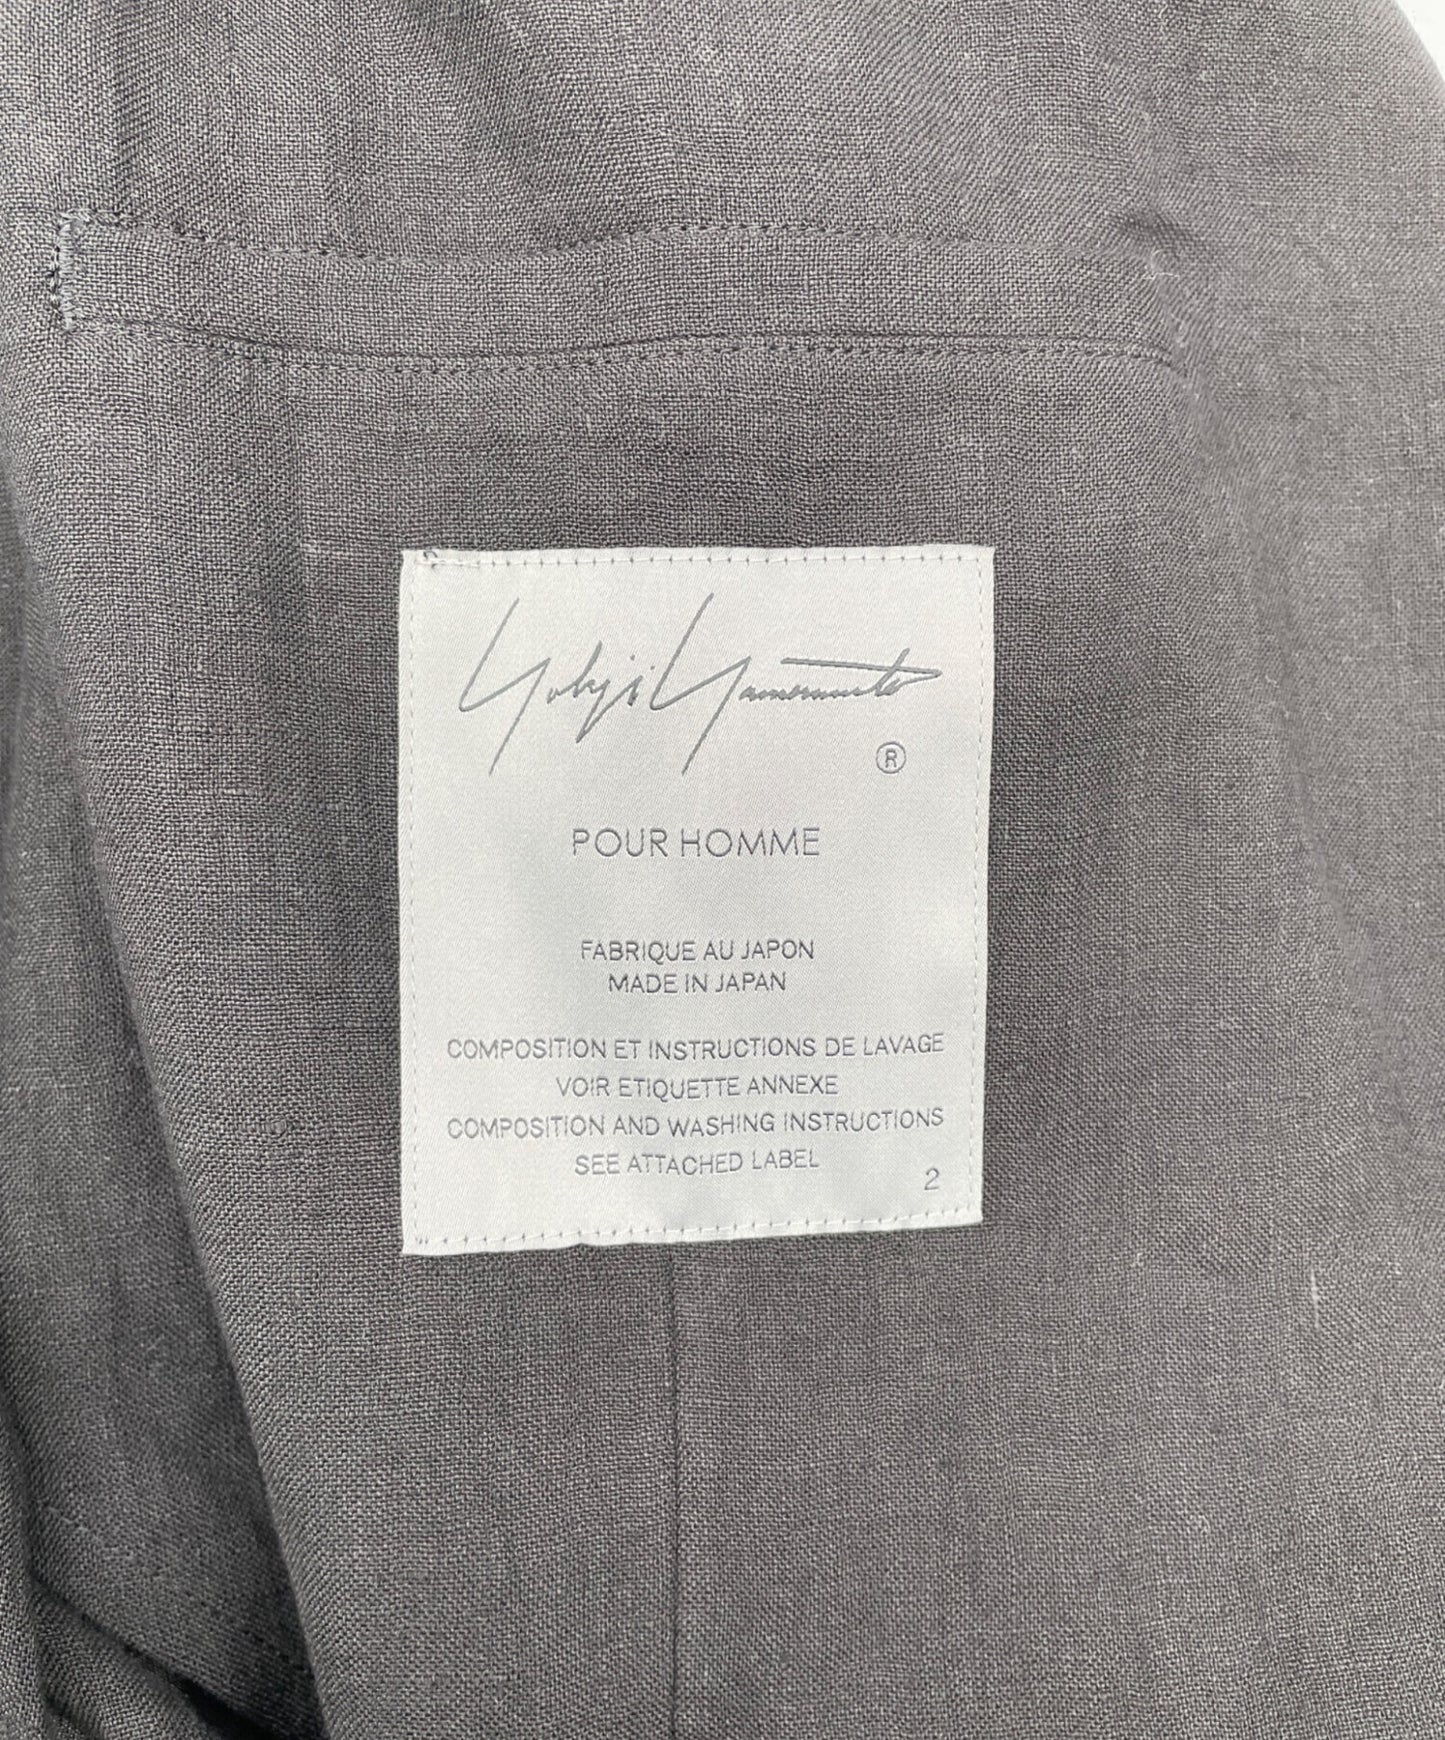 Yohji Yamamoto
®
POUR HOMME
FABRIQUE AU JAPON
MADE IN JAPAN
COMPOSITION ET INSTRUCTIONS DE LAVAGE
VOIR ETIQUETTE ANNEXE
COMPOSITION AND WASHING INSTRUCTIONS
SEE ATTACHED LABEL
2